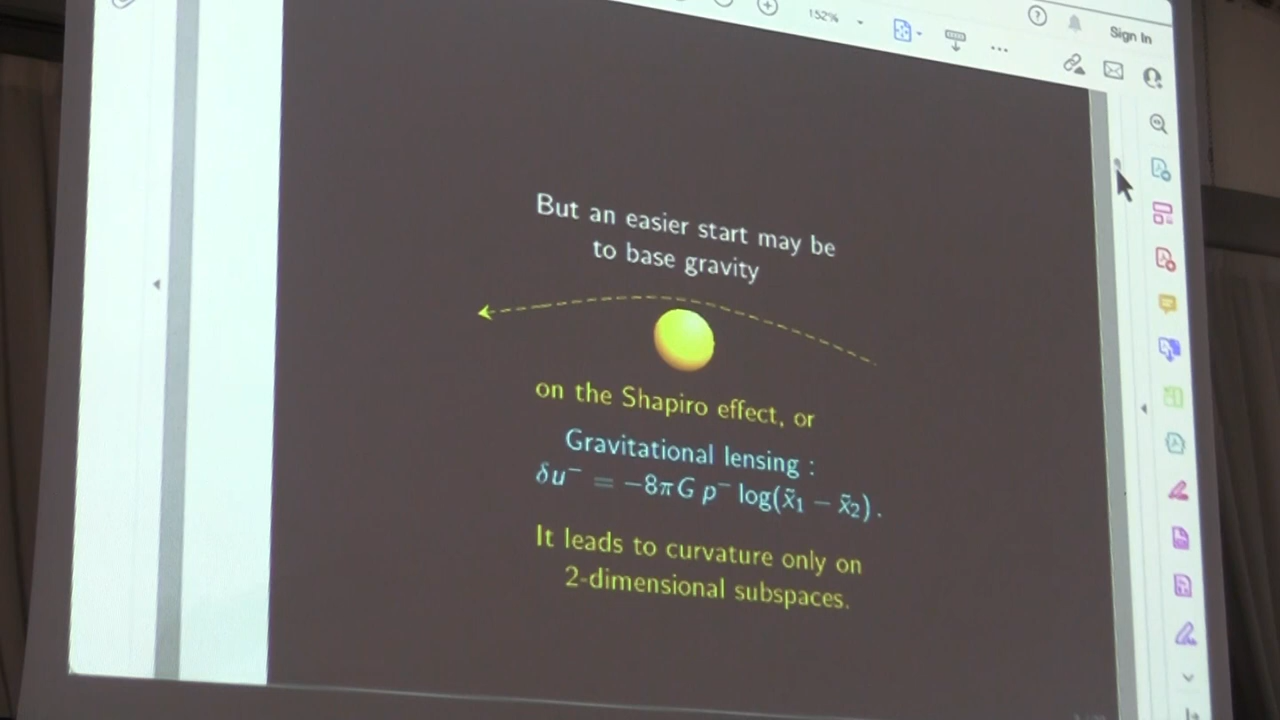 152%
Sign In
But an easier start may be
to base gravity
on the Shapiro effect, or
Gravitational lensing :
δu⁻ = −8πG p⁻ log(x̃₁ − x̃₂).
It leads to curvature only on
2-dimensional subspaces.